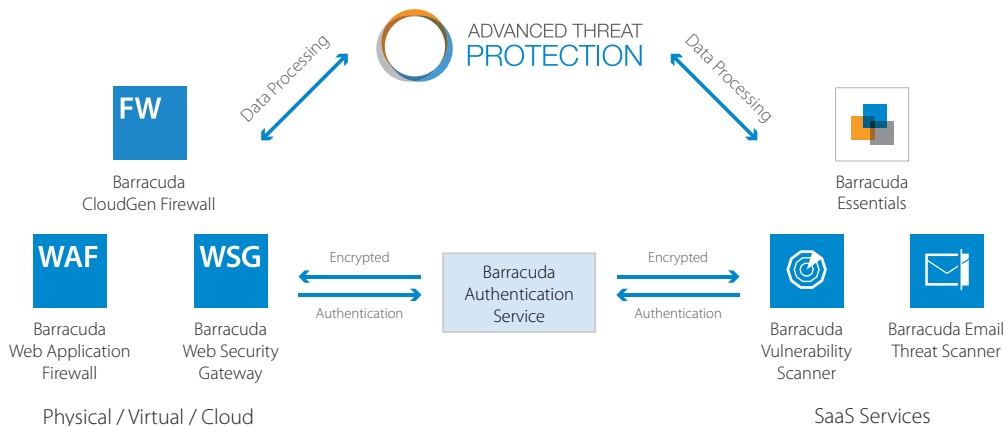 ADVANCED THREAT
PROTECTION
Data Processing
Data Processing
FW
Barracuda
CloudGen Firewall
Barracuda
Essentials
WAF
WSG
Encrypted
Authentication
Barracuda
Authentication
Service
Encrypted
Authentication
Barracuda
Web Application
Firewall
Barracuda
Web Security
Gateway
Barracuda
Vulnerability
Scanner
Barracuda Email
Threat Scanner
Physical / Virtual / Cloud
SaaS Services